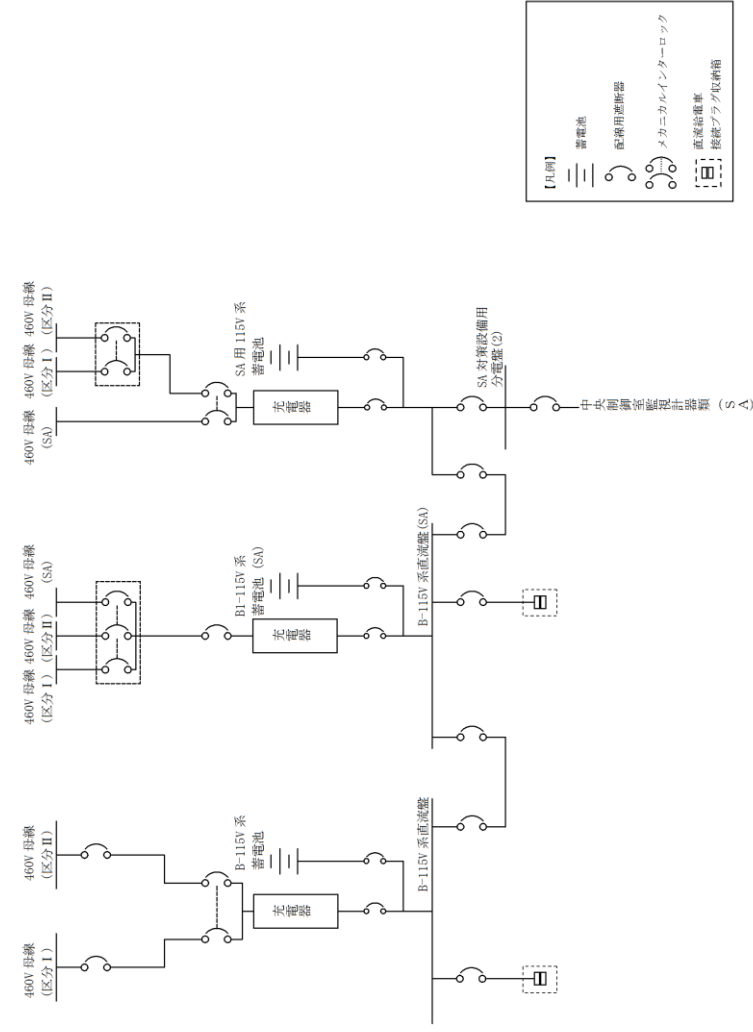 【凡例】
蓄電池
配線用遮断器
メカニカルインターロック
直流給電車
接続プラグ収納箱
460V 母線
(区分Ⅱ)
460V 母線
(区分Ⅰ)
460V 母線
(SA)
SA 用 115V 系
蓄電池
充電器
SA 対策設備用
分電盤(2)
中央制御室監視計器類(SA)
460V 母線
(SA)
460V 母線
(区分Ⅱ)
460V 母線
(区分Ⅰ)
B1-115V 系
蓄電池 (SA)
充電器
B-115V 系直流盤(SA)
460V 母線
(区分Ⅱ)
460V 母線
(区分Ⅰ)
B-115V 系
蓄電池
充電器
B-115V 系直流盤